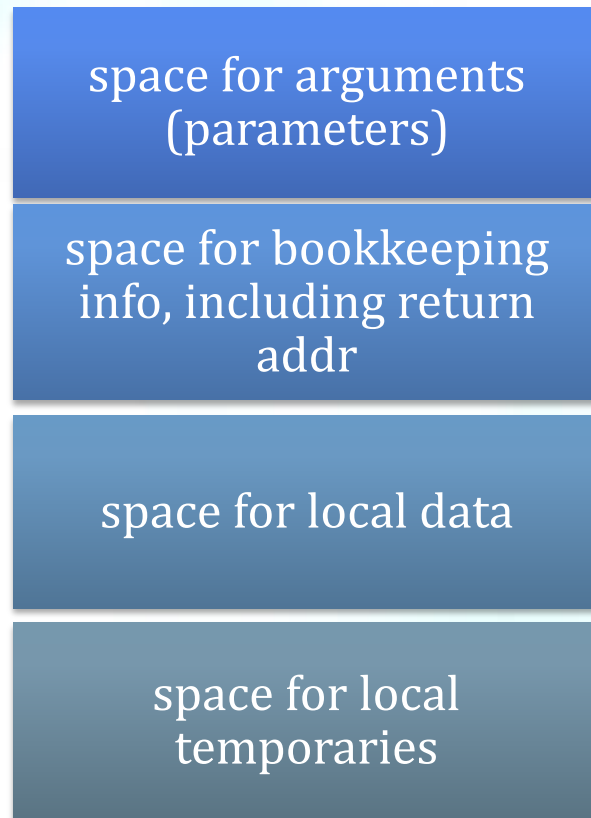 space for arguments
(parameters)
space for bookkeeping
info, including return
addr
space for local data
space for local
temporaries